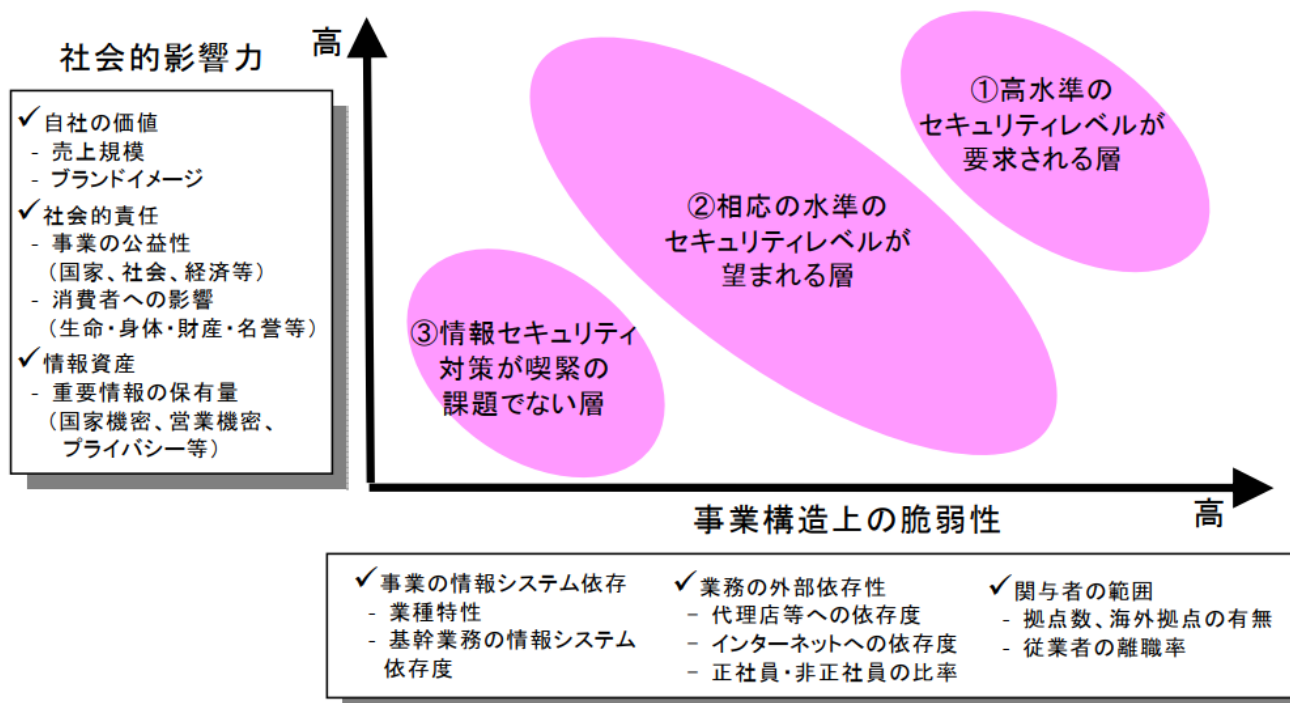 社会的影響力
✓自社の価値
- 売上規模
- ブランドイメージ
✓社会的責任
- 事業の公益性
(国家、社会、経済等)
- 消費者への影響
(生命・身体・財産・名誉等)
✓情報資産
- 重要情報の保有量
(国家機密、営業機密、
プライバシー等)
高
①高水準の
セキュリティレベルが
要求される層
②相応の水準の
セキュリティレベルが
望まれる層
③情報セキュリティ
対策が喫緊の
課題でない層
事業構造上の脆弱性
高
✓事業の情報システム依存
- 業種特性
- 基幹業務の情報システム
依存度
✓業務の外部依存性
- 代理店等への依存度
- インターネットへの依存度
- 正社員・非正社員の比率
✓関与者の範囲
- 拠点数、海外拠点の有無
- 従業者の離職率